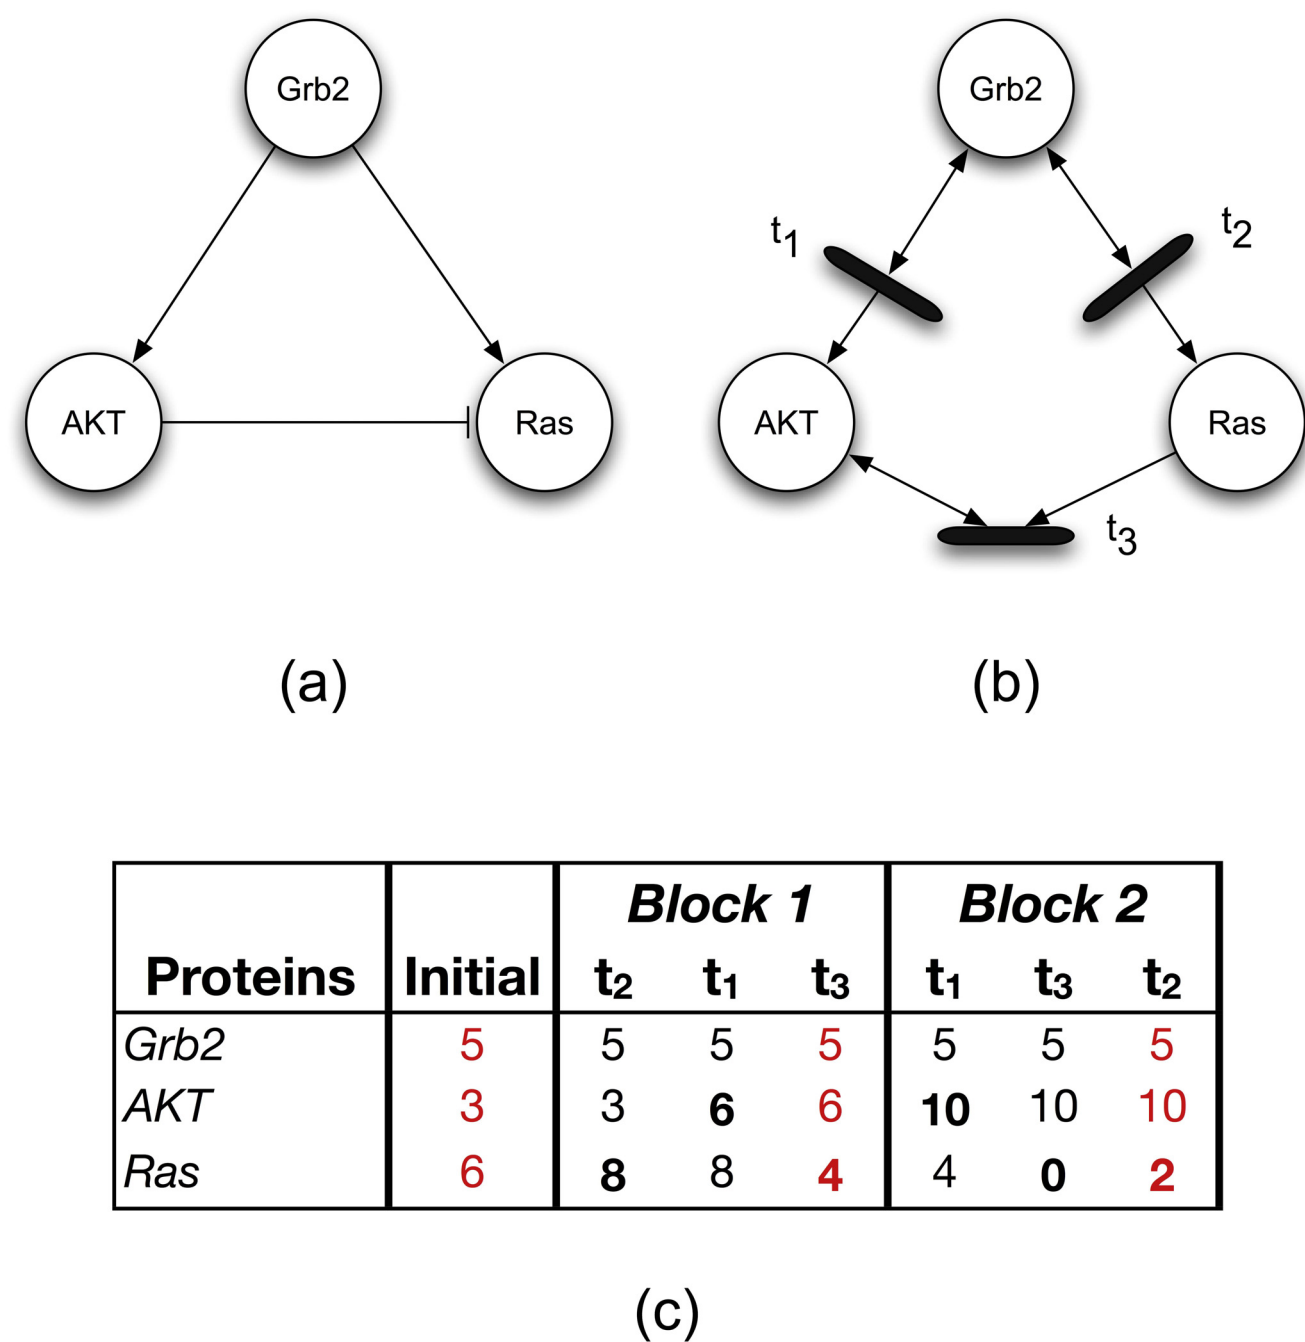 Grb2
AKT
Ras
(a)
Grb2
t1
t2
AKT
Ras
t3
(b)
Block 1 Block 2
Proteins Initial t2 t1 t3 t1 t3 t2
Grb2 5 5 5 5 5 5 5
AKT 3 3 6 6 10 10 10
Ras 6 8 8 4 4 0 2
(c)